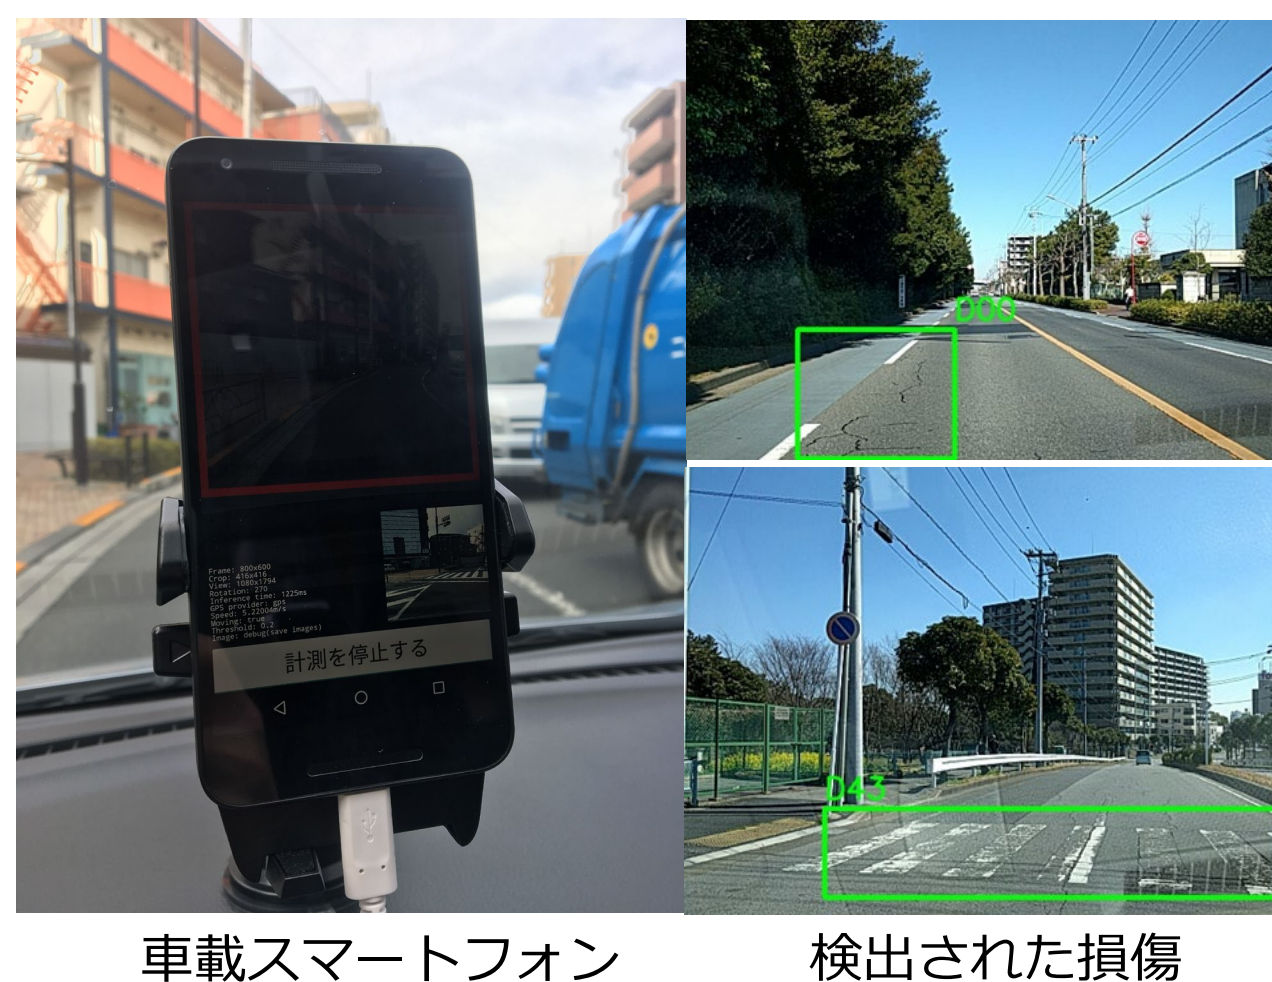 Frame: 800x600
Crop: 416x416
View: 1080x1794
Rotation: 270
Inference time: 1225ms
GPS provider: gps
Speed: 5.22004m/s
Moving: true
Threshold: 0.2
Image: debug(save images)
計測を停止する
D00
D43
車載スマートフォン
検出された損傷